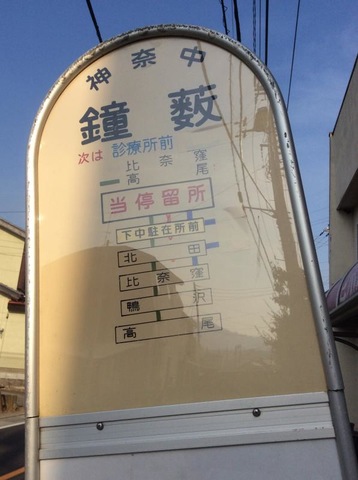 神奈中
鐘薮
次は 診療所前
比奈窪
高尾
当停留所
下中駐在所前
北田
比奈窪
鴨沢
高尾